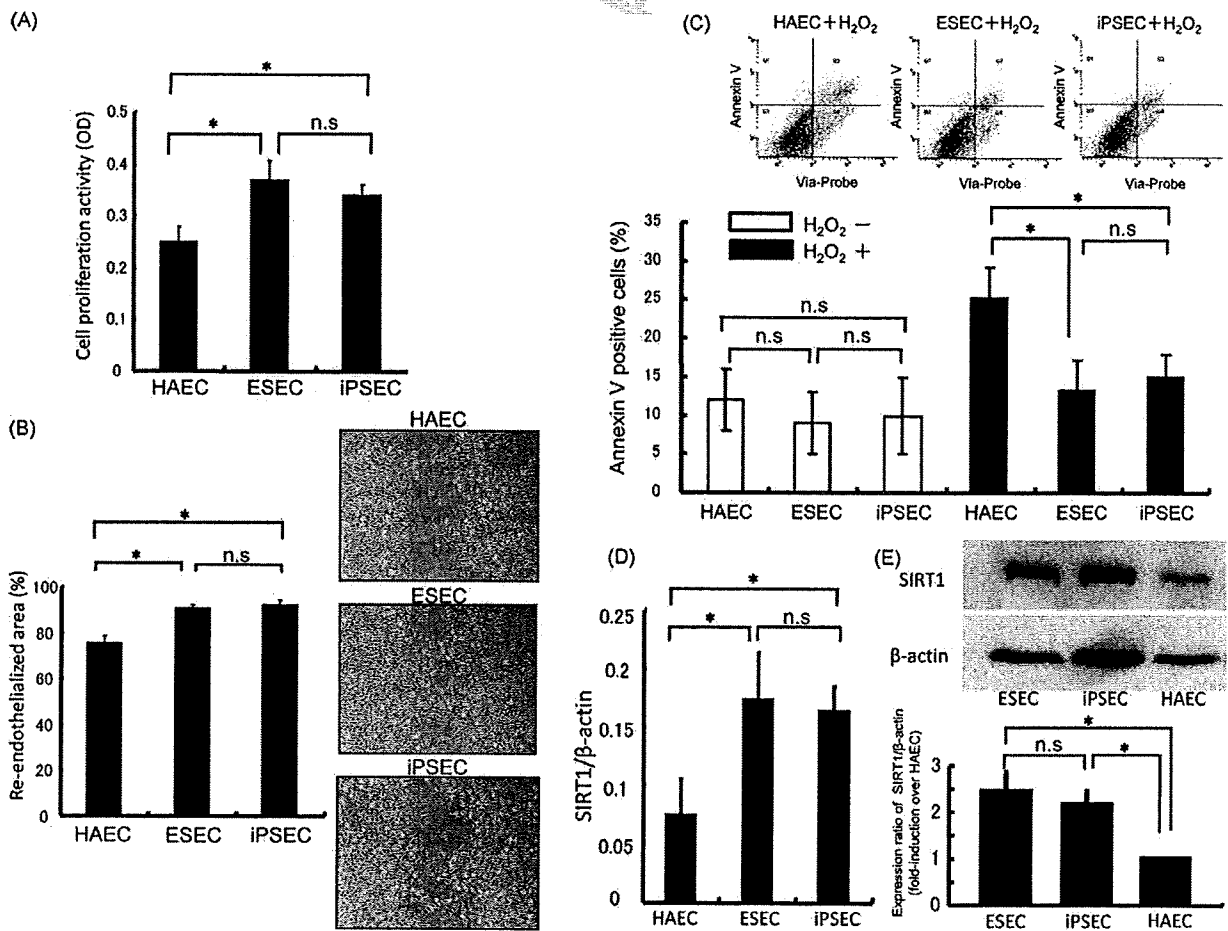 (A)
*
*
n.s
Cell proliferation activity (OD)
0.5
0.4
0.3
0.2
0.1
0
HAEC ESEC iPSEC
(B)
*
*
n.s
Re-endothelialized area (%)
100
80
60
40
20
0
HAEC ESEC iPSEC
HAEC
ESEC
iPSEC
(C)
HAEC+H₂O₂ ESEC+H₂O₂ iPSEC+H₂O₂
Annexin V Annexin V Annexin V
Via-Probe Via-Probe Via-Probe
H₂O₂ −
H₂O₂ +
Annexin V positive cells (%)
35
30
25
20
15
10
5
0
n.s
n.s n.s
*
*
n.s
HAEC ESEC iPSEC HAEC ESEC iPSEC
(D)
*
*
n.s
SIRT1/β-actin
0.2
0.25
0.15
0.1
0.05
0
HAEC ESEC iPSEC
(E)
SIRT1
β-actin
ESEC iPSEC HAEC
*
n.s
*
Expression ratio of SIRT1/β-actin
(fold-induction over HAEC)
3
2
1
0
ESEC iPSEC HAEC